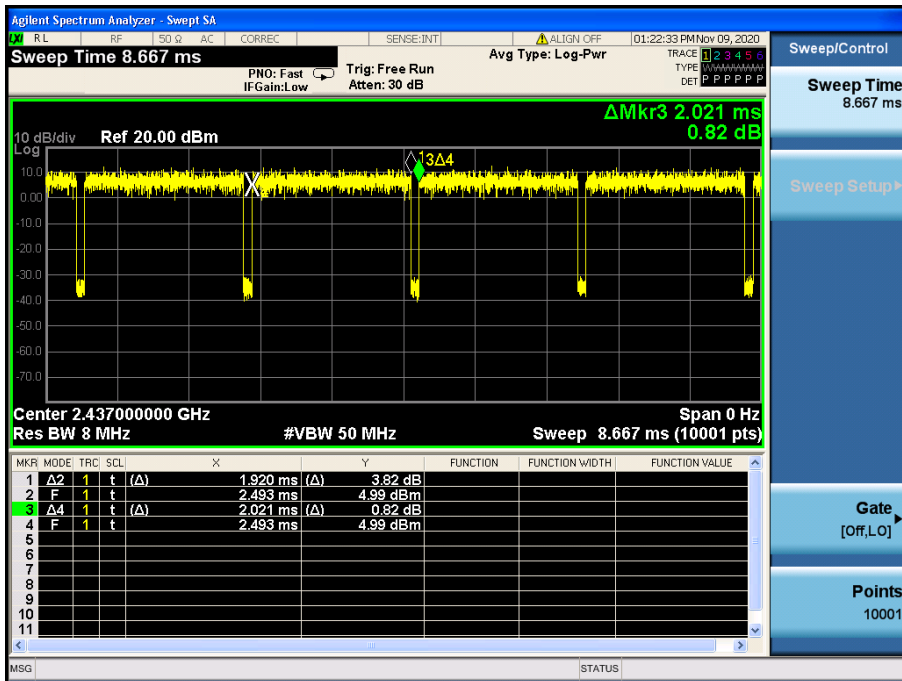 Agilent Spectrum Analyzer - Swept SA
LXI RL RF 50 Ω AC CORREC SENSE:INT ALIGN OFF 01:22:33 PM Nov 09, 2020
Sweep Time 8.667 ms
PNO: Fast
IFGain:Low
Trig: Free Run
Atten: 30 dB
Avg Type: Log-Pwr
TRACE 1 2 3 4 5 6
TYPE WWWWWW
DET P P P P P P
ΔMkr3 2.021 ms
0.82 dB
10 dB/div Ref 20.00 dBm
Log
10.0
0.00
-10.0
-20.0
-30.0
-40.0
-50.0
-60.0
-70.0
X
3Δ4
Center 2.437000000 GHz Span 0 Hz
Res BW 8 MHz #VBW 50 MHz Sweep 8.667 ms (10001 pts)
MKR MODE TRC SCL X Y FUNCTION FUNCTION WIDTH FUNCTION VALUE
1 Δ2 1 t (Δ) 1.920 ms (Δ) 3.82 dB
2 F 1 t 2.493 ms 4.99 dBm
3 Δ4 1 t (Δ) 2.021 ms (Δ) 0.82 dB
4 F 1 t 2.493 ms 4.99 dBm
5
6
7
8
9
10
11
MSG STATUS
Sweep/Control
Sweep Time
8.667 ms
Sweep Setup
Gate
[Off,LO]
Points
10001